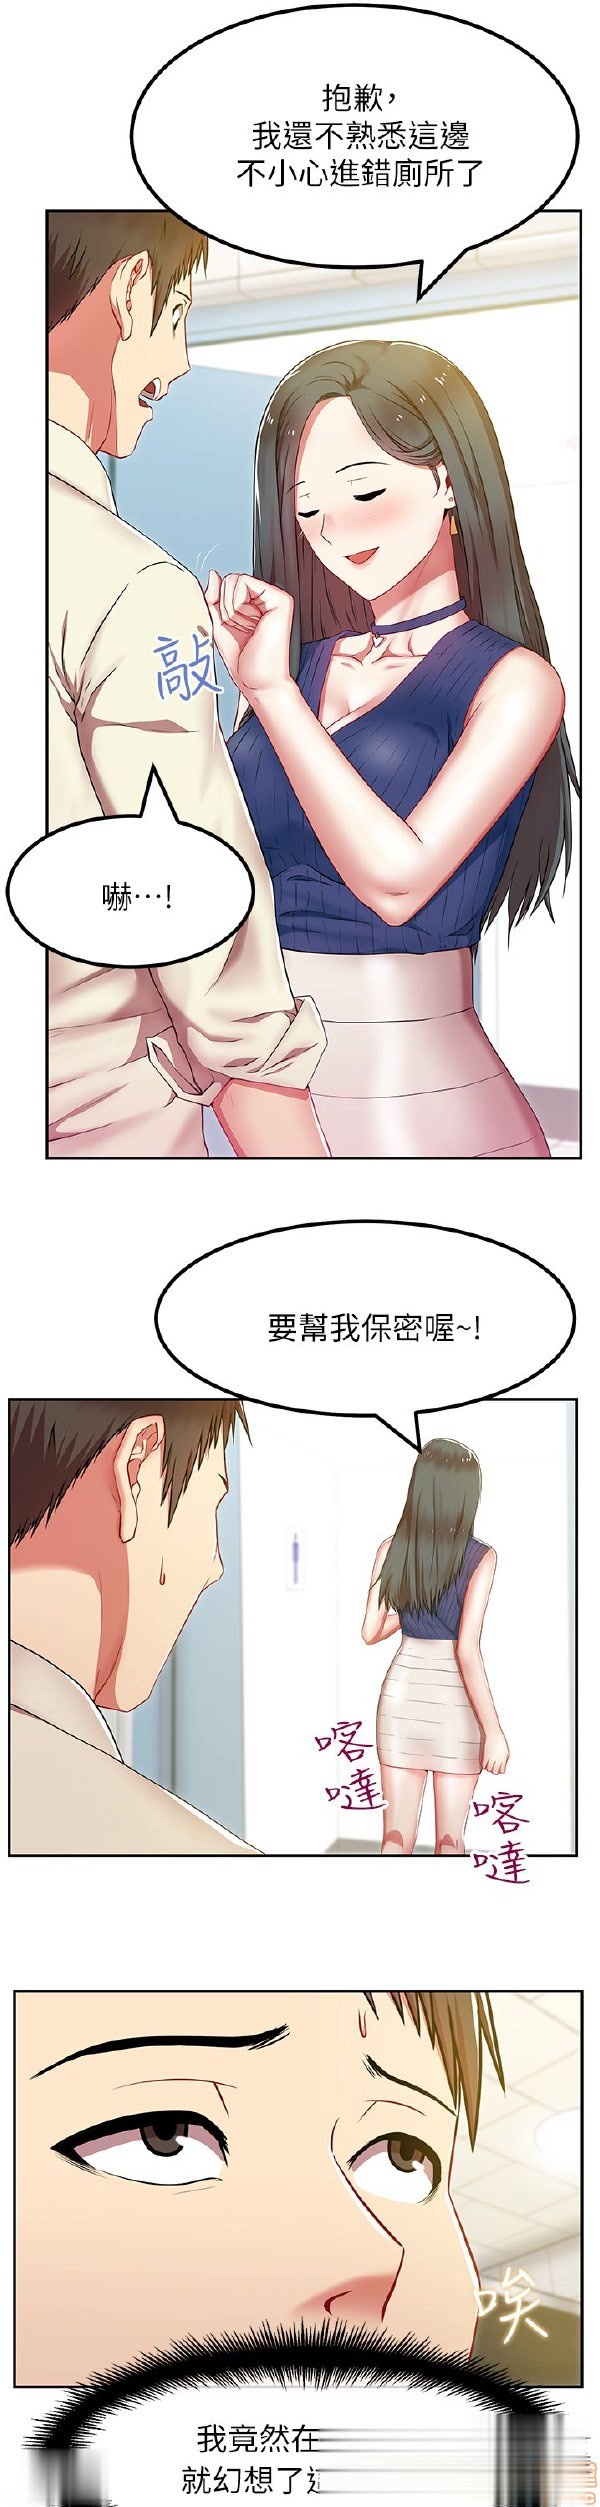 抱歉，
我還不熟悉這邊
不小心進錯廁所了
敲
嚇⋯!
要幫我保密喔~!
喀噠
喀噠
唉
我竟然在
就幻想了這